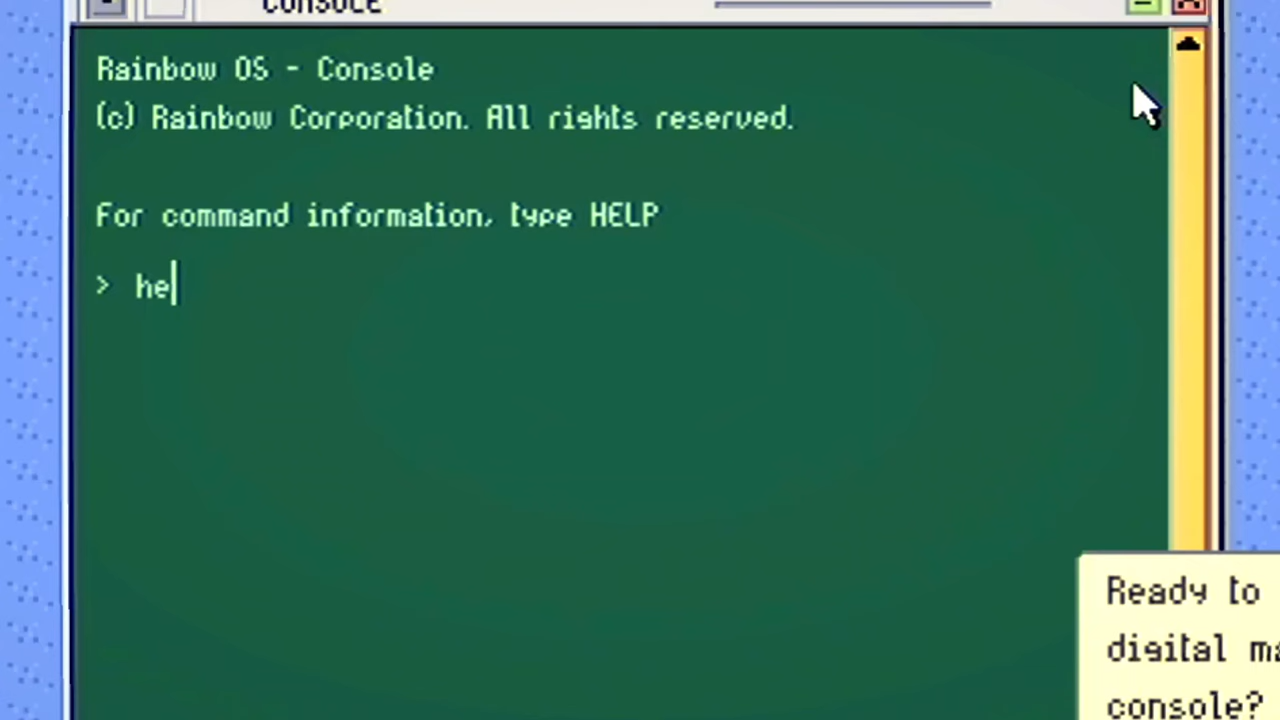 CONSOLE
Rainbow OS - Console
(c) Rainbow Corporation. All rights reserved.
For command information, type HELP
> he
Ready to
digital
console?